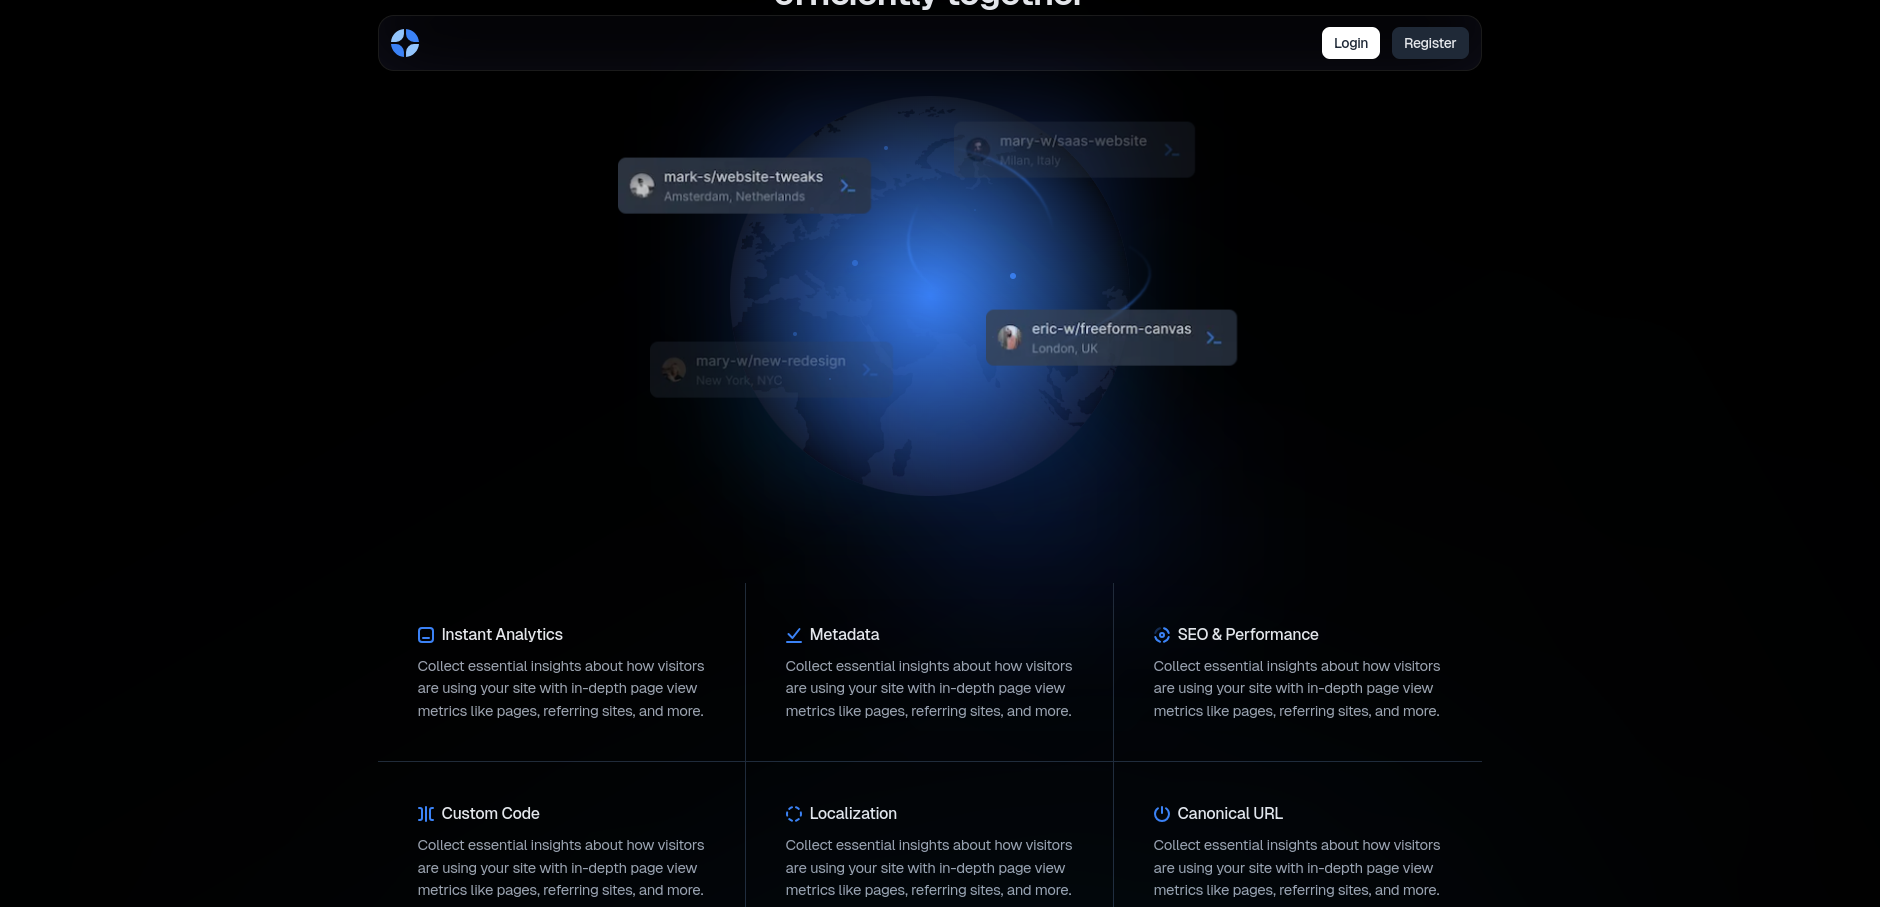 efficiently together
Login
Register
mary-w/saas-website
Milan, Italy
mark-s/website-tweaks
Amsterdam, Netherlands
eric-w/freeform-canvas
London, UK
mary-w/new-redesign
New York, NYC
Instant Analytics
Collect essential insights about how visitors
are using your site with in-depth page view
metrics like pages, referring sites, and more.
Metadata
Collect essential insights about how visitors
are using your site with in-depth page view
metrics like pages, referring sites, and more.
SEO & Performance
Collect essential insights about how visitors
are using your site with in-depth page view
metrics like pages, referring sites, and more.
Custom Code
Collect essential insights about how visitors
are using your site with in-depth page view
metrics like pages, referring sites, and more.
Localization
Collect essential insights about how visitors
are using your site with in-depth page view
metrics like pages, referring sites, and more.
Canonical URL
Collect essential insights about how visitors
are using your site with in-depth page view
metrics like pages, referring sites, and more.